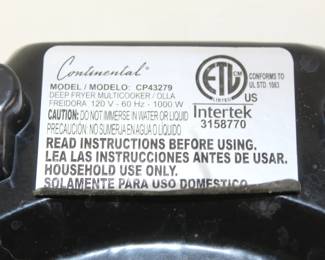 Continental®
MODEL / MODELO: CP43279
DEEP FRYER MULTICOOKER / OLLA
FREIDORA 120 V - 60 Hz - 1000 W
CAUTION: DO NOT IMMERSE IN WATER OR LIQUID
PRECAUCIÓN: NO SUMERJA EN AGUA O LÍQUIDO
ETL CM
LISTED
US
CONFORMS TO
UL STD. 1083
Intertek
3158770
READ INSTRUCTIONS BEFORE USING.
LEA LAS INSTRUCCIONES ANTES DE USAR.
HOUSEHOLD USE ONLY.
SOLAMENTE PARA USO DOMESTICO.